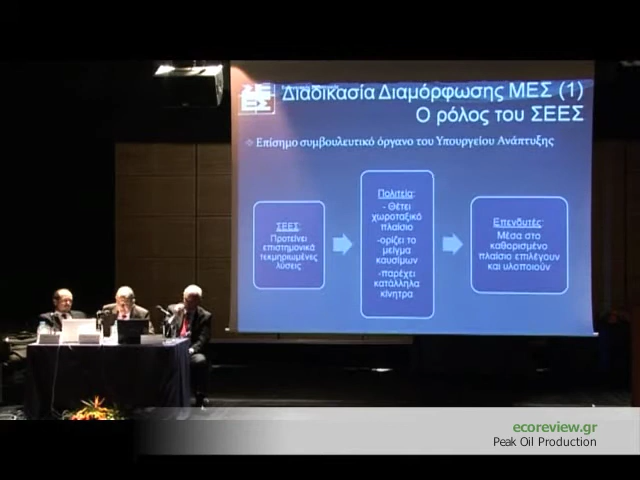 ΣΕ
ΕΣ
Διαδικασία Διαμόρφωσης ΜΕΣ (1)
Ο ρόλος του ΣΕΕΣ
Επίσημο συμβουλευτικό όργανο του Υπουργείου Ανάπτυξης
ΣΕΕΣ:
Προτείνει
επιστημονικά
τεκμηριωμένες
λύσεις
Πολιτεία:
- Θέτει
χωροταξικό
πλαίσιο
-ορίζει το
μείγμα
καυσίμων
-παρέχει
κατάλληλα
κίνητρα
Επενδυτές:
Μέσα στο
καθορισμένο
πλαίσιο επιλέγουν
και υλοποιούν
ecoreview.gr
Peak Oil Production